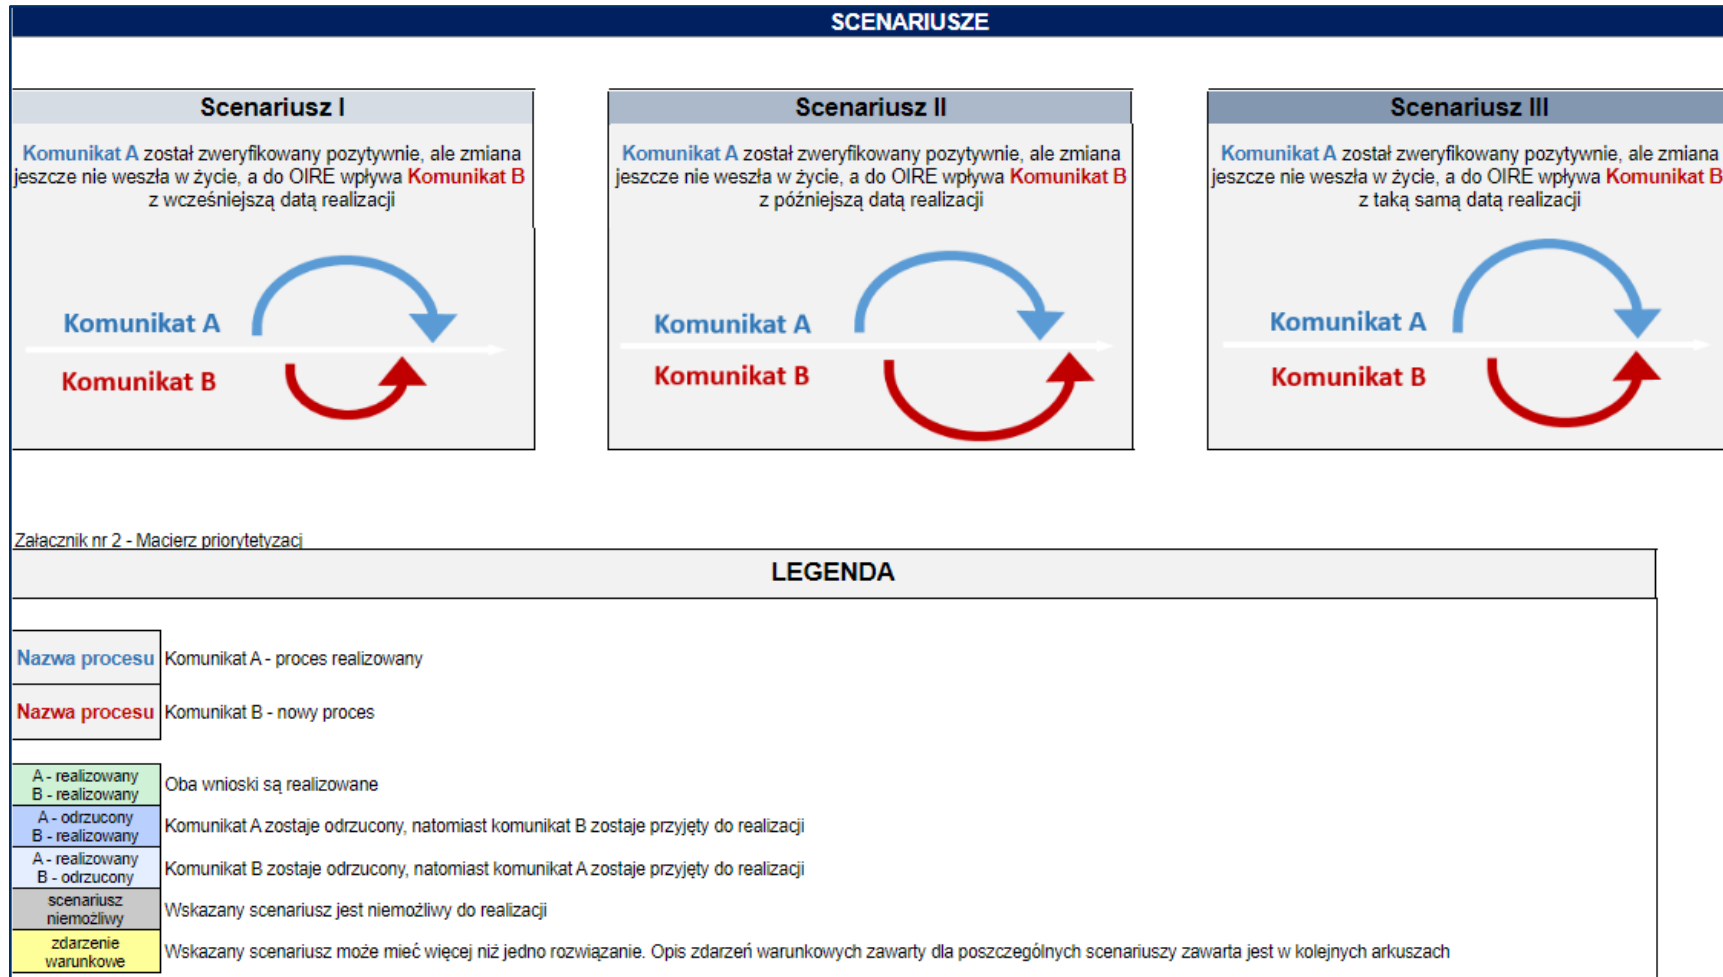 SCENARIUSZE
Scenariusz I
Komunikat A został zweryfikowany pozytywnie, ale zmiana
jeszcze nie weszła w życie, a do OIRE wpływa Komunikat B
z wcześniejszą datą realizacji
Komunikat A
Komunikat B
Scenariusz II
Komunikat A został zweryfikowany pozytywnie, ale zmiana
jeszcze nie weszła w życie, a do OIRE wpływa Komunikat B
z późniejszą datą realizacji
Komunikat A
Komunikat B
Scenariusz III
Komunikat A został zweryfikowany pozytywnie, ale zmiana
jeszcze nie weszła w życie, a do OIRE wpływa Komunikat B
z taką samą datą realizacji
Komunikat A
Komunikat B
Załacznik nr 2 - Macierz priorytetyzacj
LEGENDA
Nazwa procesu Komunikat A - proces realizowany
Nazwa procesu Komunikat B - nowy proces
A - realizowany
B - realizowany
Oba wnioski są realizowane
A - odrzucony
B - realizowany
Komunikat A zostaje odrzucony, natomiast komunikat B zostaje przyjęty do realizacji
A - realizowany
B - odrzucony
Komunikat B zostaje odrzucony, natomiast komunikat A zostaje przyjęty do realizacji
scenariusz
niemożliwy
Wskazany scenariusz jest niemożliwy do realizacji
zdarzenie
warunkowe
Wskazany scenariusz może mieć więcej niż jedno rozwiązanie. Opis zdarzeń warunkowych zawarty dla poszczególnych scenariuszy zawarta jest w kolejnych arkuszach